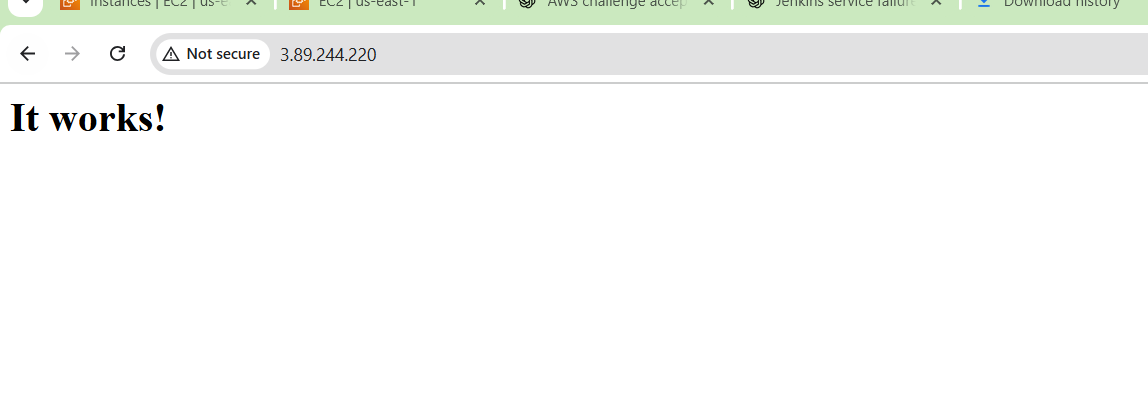 Instances | EC2 | us-e
EC2 | us-east-1
AWS challenge accep
Jenkins service failure
Download history
Not secure
3.89.244.220
It works!